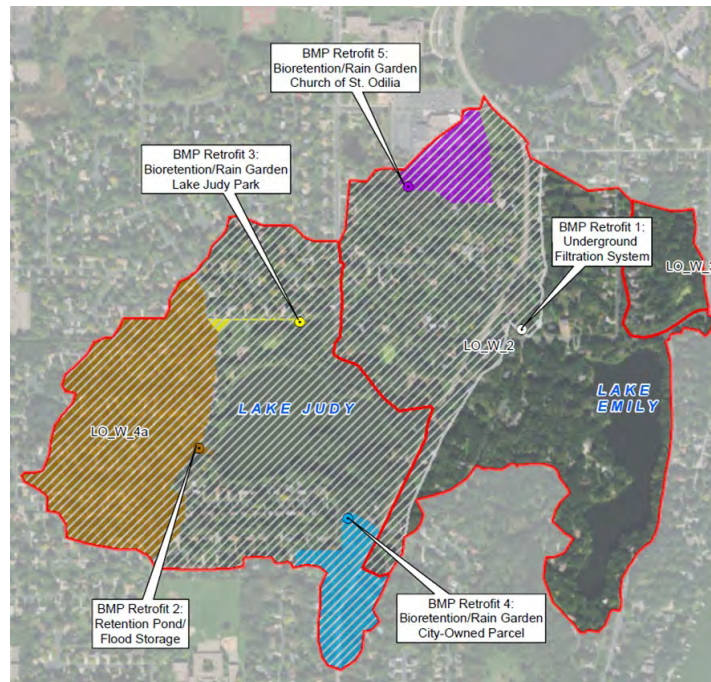 BMP Retrofit 5:
Bioretention/Rain Garden
Church of St. Odilia
BMP Retrofit 3:
Bioretention/Rain Garden
Lake Judy Park
BMP Retrofit 1:
Underground
Filtration System
LO_W_2
LAKE JUDY
LAKE
EMILY
LO_W_4a
BMP Retrofit 2:
Retention Pond/
Flood Storage
BMP Retrofit 4:
Bioretention/Rain Garden
City-Owned Parcel